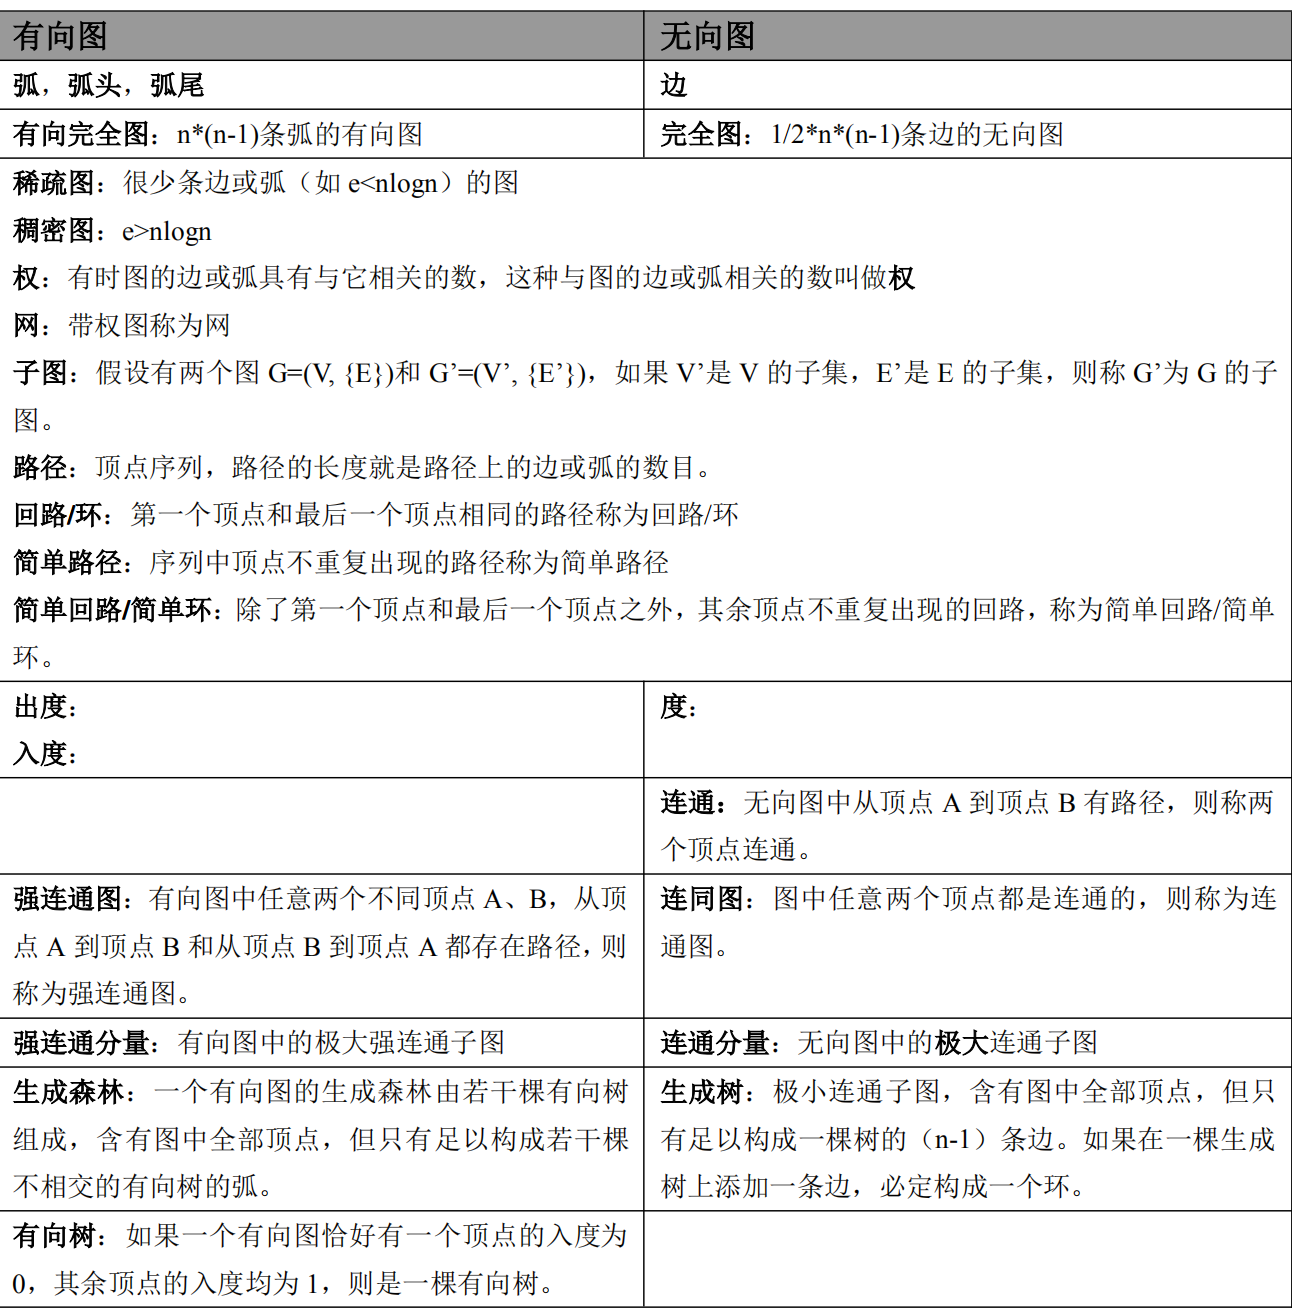 有向图
无向图
弧，弧头，弧尾
边
有向完全图：n*(n-1)条弧的有向图
完全图：1/2*n*(n-1)条边的无向图
稀疏图：很少条边或弧（如 e<nlogn）的图
稠密图：e>nlogn
权：有时图的边或弧具有与它相关的数，这种与图的边或弧相关的数叫做权
网：带权图称为网
子图：假设有两个图 G=(V, {E})和 G’=(V’, {E’})，如果 V’是 V 的子集，E’是 E 的子集，则称 G’为 G 的子
图。
路径：顶点序列，路径的长度就是路径上的边或弧的数目。
回路/环：第一个顶点和最后一个顶点相同的路径称为回路/环
简单路径：序列中顶点不重复出现的路径称为简单路径
简单回路/简单环：除了第一个顶点和最后一个顶点之外，其余顶点不重复出现的回路，称为简单回路/简单
环。
出度：
入度：
度：
连通：无向图中从顶点 A 到顶点 B 有路径，则称两
个顶点连通。
强连通图：有向图中任意两个不同顶点 A、B，从顶
点 A 到顶点 B 和从顶点 B 到顶点 A 都存在路径，则
称为强连通图。
连同图：图中任意两个顶点都是连通的，则称为连
通图。
强连通分量：有向图中的极大强连通子图
连通分量：无向图中的极大连通子图
生成森林：一个有向图的生成森林由若干棵有向树
组成，含有图中全部顶点，但只有足以构成若干棵
不相交的有向树的弧。
生成树：极小连通子图，含有图中全部顶点，但只
有足以构成一棵树的（n-1）条边。如果在一棵生成
树上添加一条边，必定构成一个环。
有向树：如果一个有向图恰好有一个顶点的入度为
0，其余顶点的入度均为 1，则是一棵有向树。